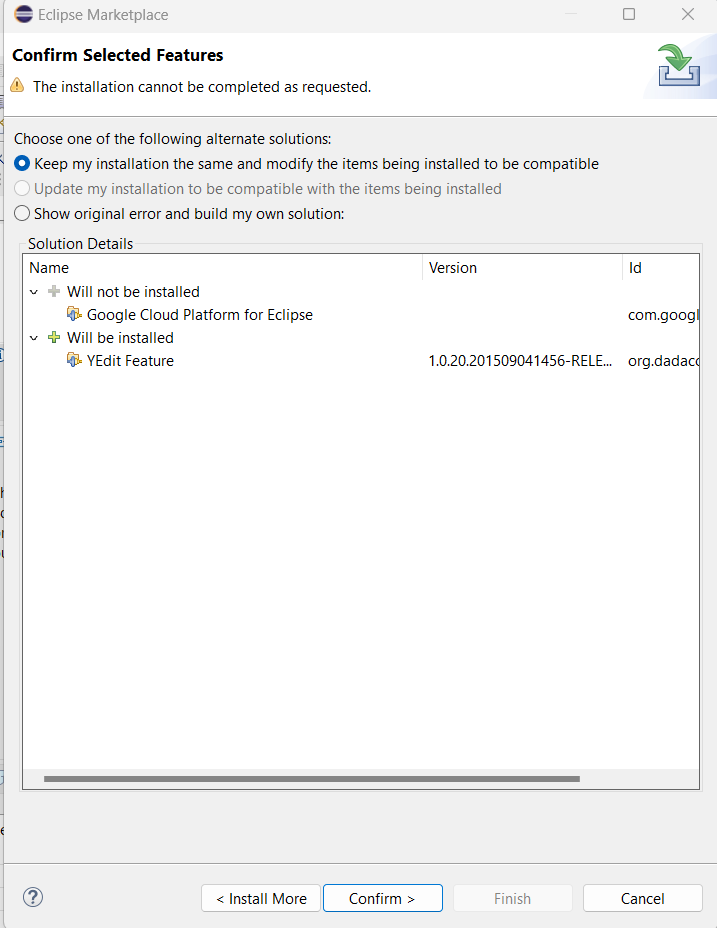 Eclipse Marketplace
Confirm Selected Features
The installation cannot be completed as requested.
Choose one of the following alternate solutions:
Keep my installation the same and modify the items being installed to be compatible
Update my installation to be compatible with the items being installed
Show original error and build my own solution:
Solution Details
Name Version Id
Will not be installed
Google Cloud Platform for Eclipse com.googl
Will be installed
YEdit Feature 1.0.20.201509041456-RELE... org.dadacc
< Install More Confirm > Finish Cancel